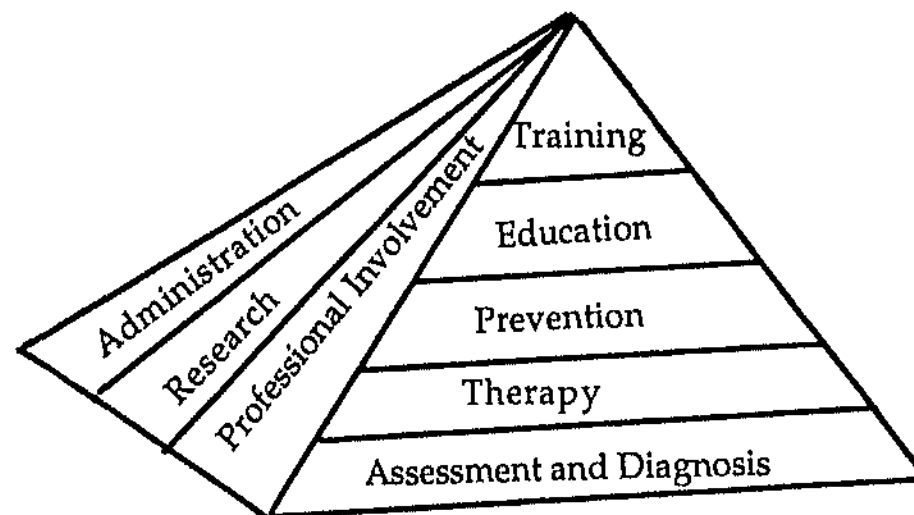 Training
Education
Prevention
Therapy
Assessment and Diagnosis
Administration
Research
Professional Involvement